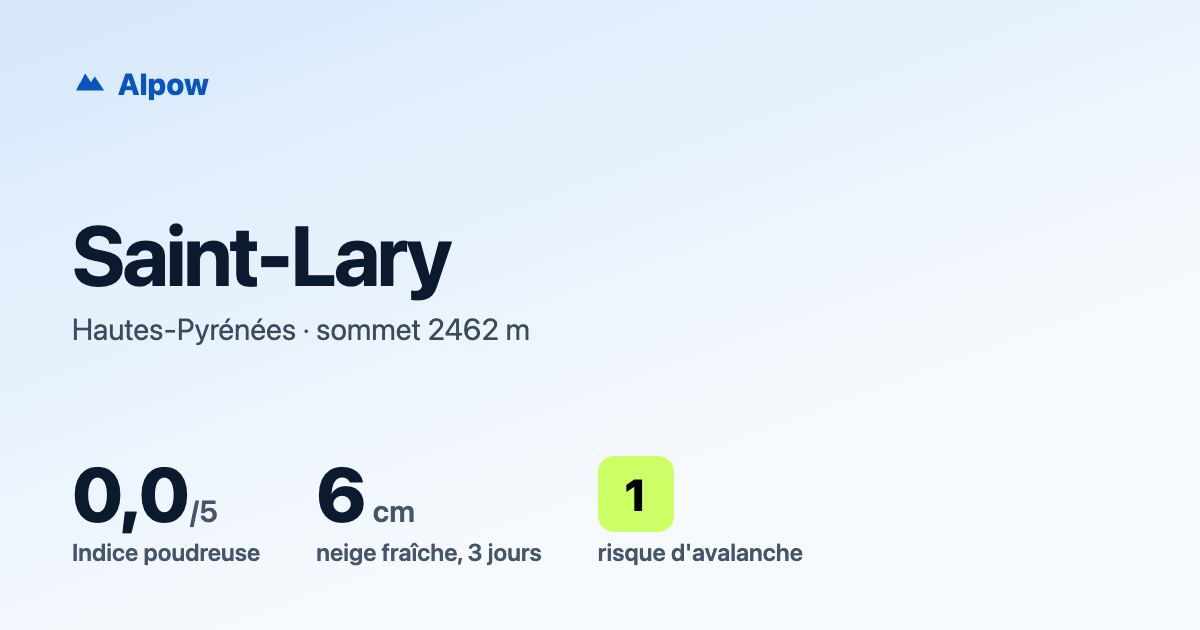 Alpow
Saint-Lary
Hautes-Pyrénées · sommet 2462 m
0,0/5
Indice poudreuse
6 cm
neige fraîche, 3 jours
1
risque d'avalanche